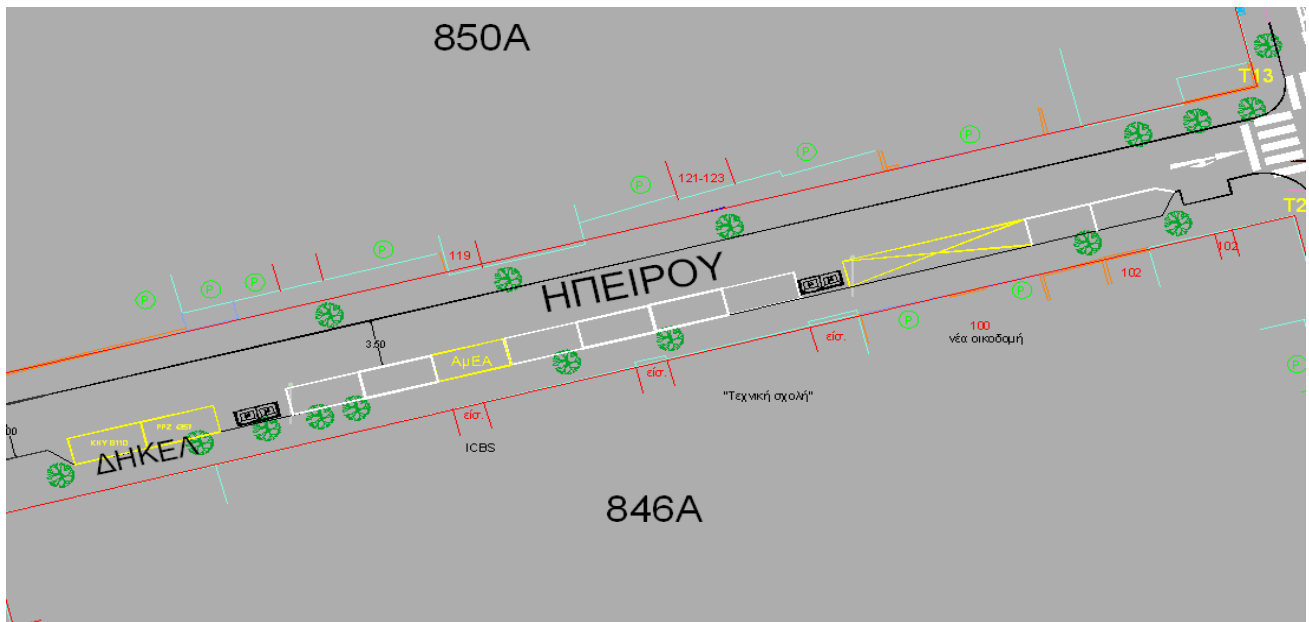 850A
T13
P
P
P
121-123
P
119
P
P
P
P
ΗΠΕΙΡΟΥ
T2
102
102
P
P
100
νέα οικοδομή
P
3.50
ΑμΕΑ
είσ.
είσ.
"Τεχνική σχολή"
είσ.
ICBS
ΔΗΚΕΛ
846A